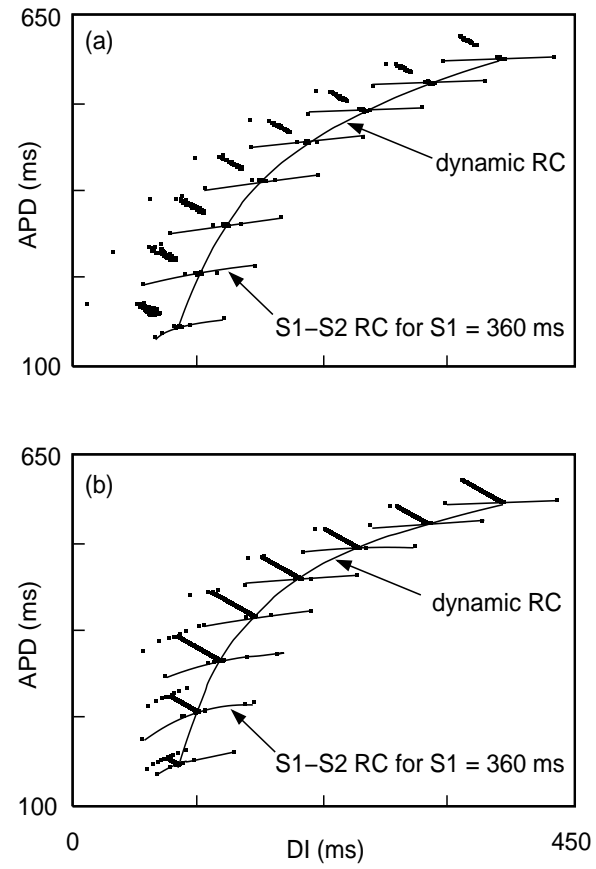 650
(a)
APD (ms)
dynamic RC
S1−S2 RC for S1 = 360 ms
100
650
(b)
APD (ms)
dynamic RC
S1−S2 RC for S1 = 360 ms
100
0
DI (ms)
450